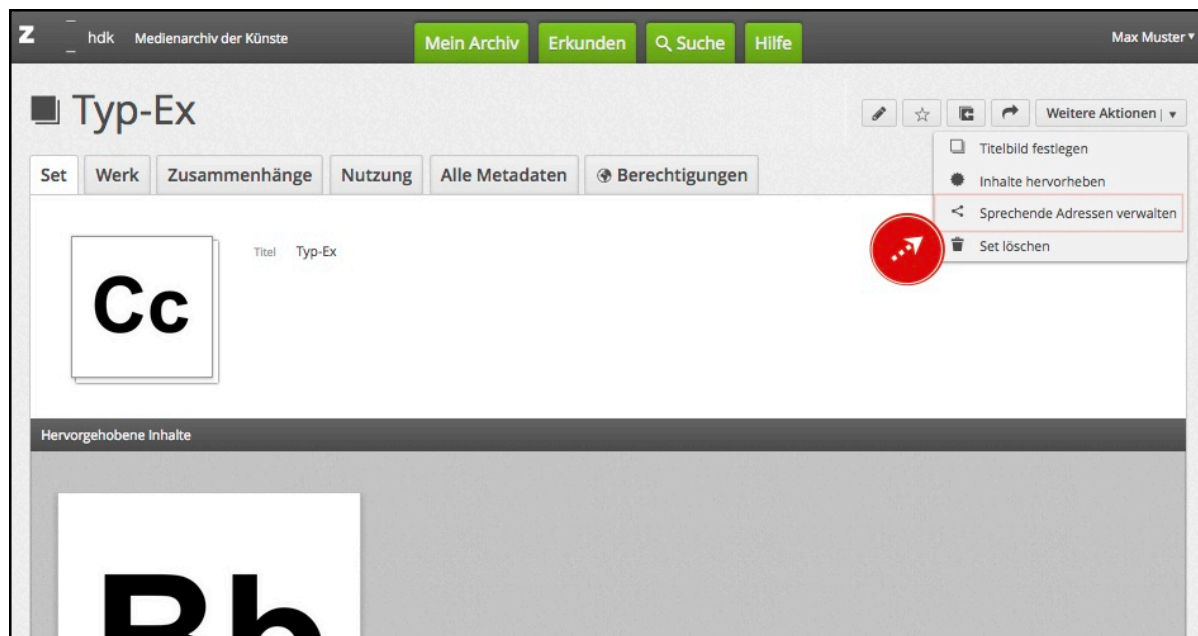 Z hdk Medienarchiv der Künste Mein Archiv Erkunden Suche Hilfe Max Muster
Typ-Ex
Weitere Aktionen
Titelbild festlegen
Inhalte hervorheben
Sprechende Adressen verwalten
Set löschen
Set Werk Zusammenhänge Nutzung Alle Metadaten Berechtigungen
Titel Typ-Ex
Cc
Hervorgehobene Inhalte
Bb